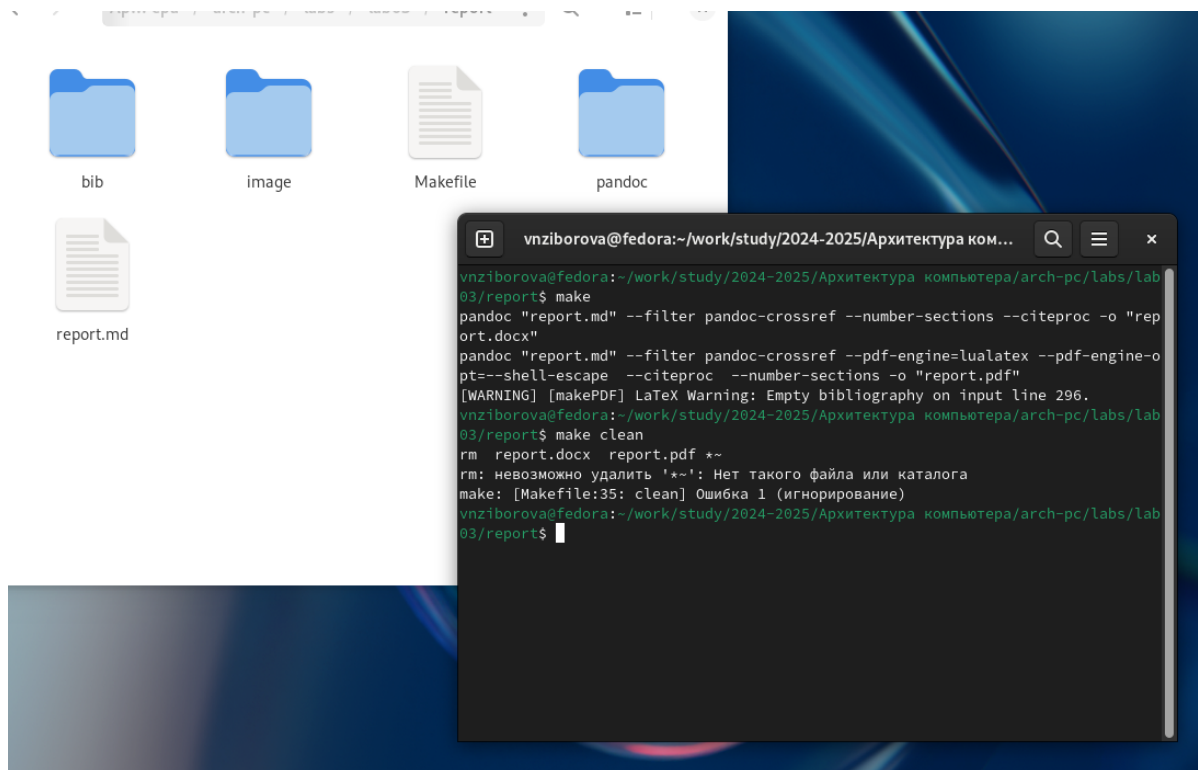 report
bib
image
Makefile
pandoc
report.md
vnziborova@fedora:~/work/study/2024-2025/Архитектура ком...
vnziborova@fedora:~/work/study/2024-2025/Архитектура компьютера/arch-pc/labs/lab
03/report$ make
pandoc "report.md" --filter pandoc-crossref --number-sections --citeproc -o "rep
ort.docx"
pandoc "report.md" --filter pandoc-crossref --pdf-engine=lualatex --pdf-engine-o
pt=--shell-escape  --citeproc  --number-sections -o "report.pdf"
[WARNING] [makePDF] LaTeX Warning: Empty bibliography on input line 296.
vnziborova@fedora:~/work/study/2024-2025/Архитектура компьютера/arch-pc/labs/lab
03/report$ make clean
rm  report.docx  report.pdf *~
rm: невозможно удалить '*~': Нет такого файла или каталога
make: [Makefile:35: clean] Ошибка 1 (игнорирование)
vnziborova@fedora:~/work/study/2024-2025/Архитектура компьютера/arch-pc/labs/lab
03/report$